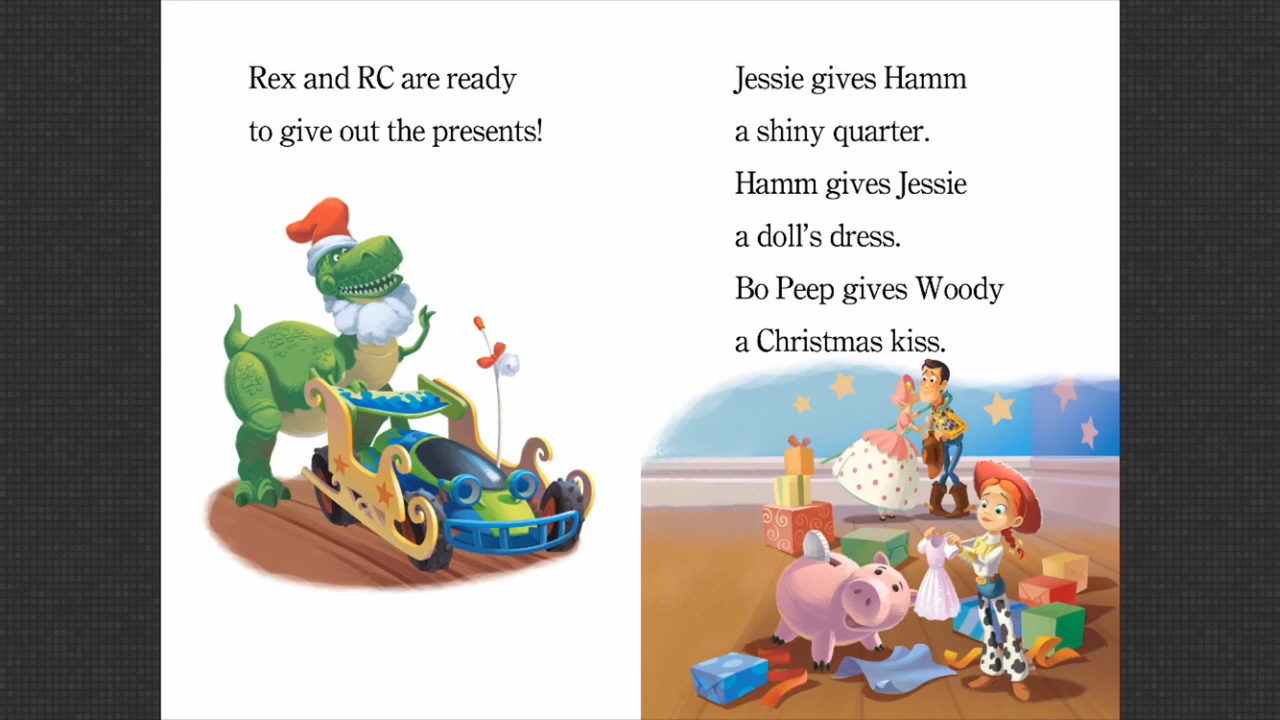 Rex and RC are ready
to give out the presents!
Jessie gives Hamm
a shiny quarter.
Hamm gives Jessie
a doll’s dress.
Bo Peep gives Woody
a Christmas kiss.